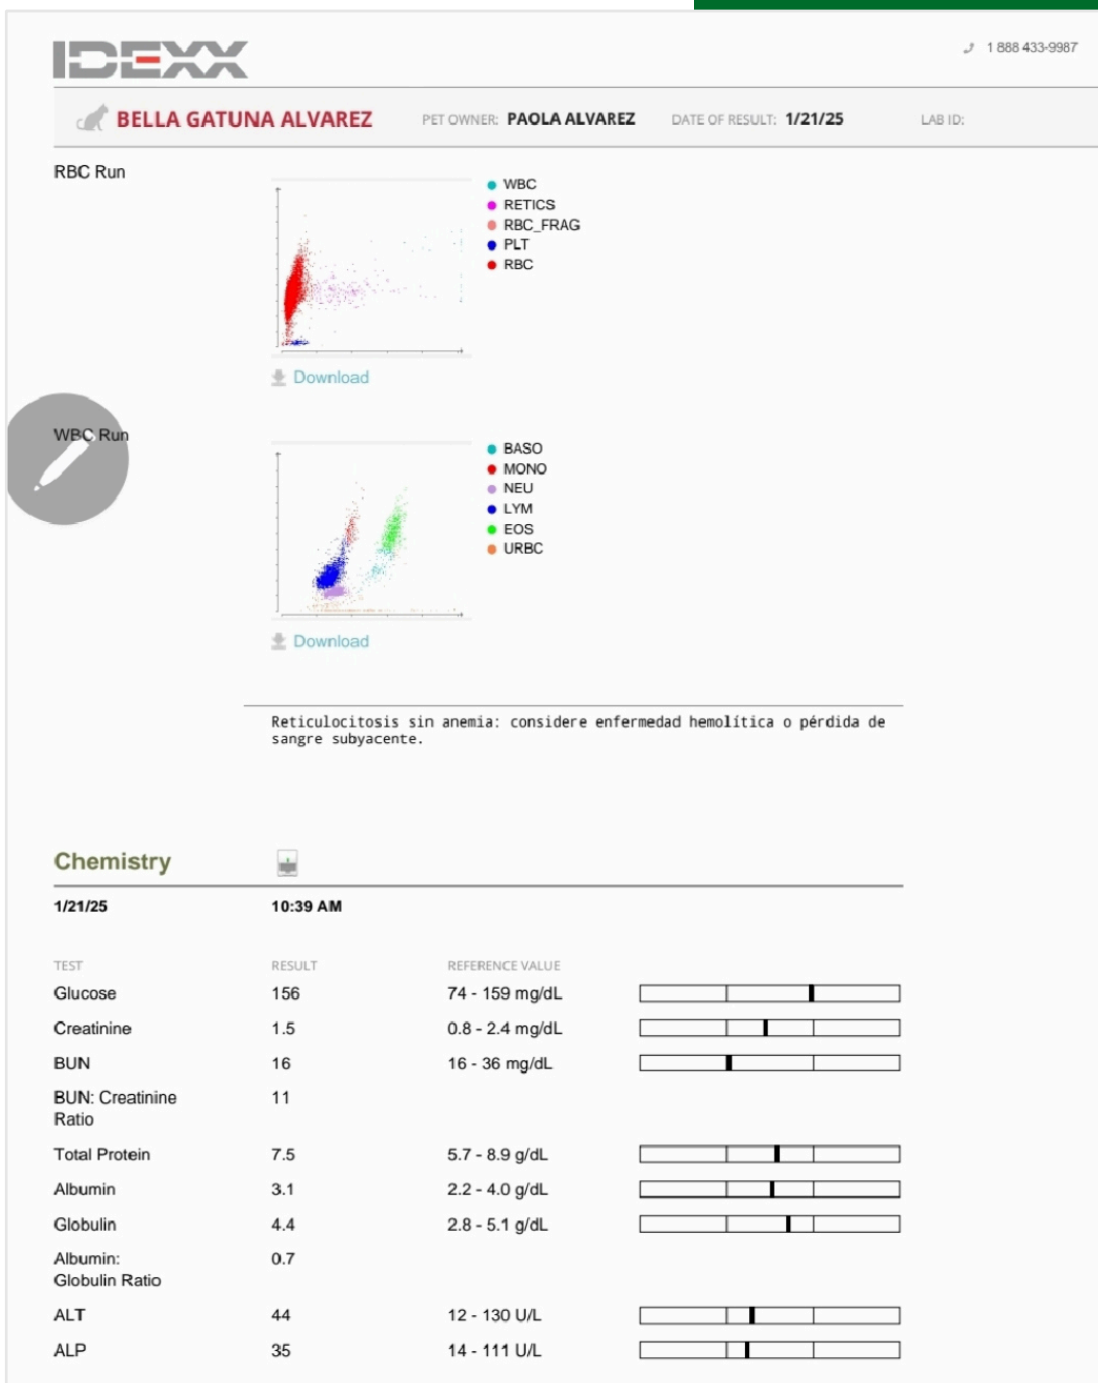 IDEXX
1 888 433-9987
BELLA GATUNA ALVAREZ PET OWNER: PAOLA ALVAREZ DATE OF RESULT: 1/21/25 LAB ID:
RBC Run
WBC
RETICS
RBC_FRAG
PLT
RBC
Download
WBC Run
BASO
MONO
NEU
LYM
EOS
URBC
Download
Reticulocitosis sin anemia: considere enfermedad hemolítica o pérdida de
sangre subyacente.
Chemistry
1/21/25 10:39 AM
TEST RESULT REFERENCE VALUE
Glucose 156 74 - 159 mg/dL
Creatinine 1.5 0.8 - 2.4 mg/dL
BUN 16 16 - 36 mg/dL
BUN: Creatinine 11
Ratio
Total Protein 7.5 5.7 - 8.9 g/dL
Albumin 3.1 2.2 - 4.0 g/dL
Globulin 4.4 2.8 - 5.1 g/dL
Albumin: 0.7
Globulin Ratio
ALT 44 12 - 130 U/L
ALP 35 14 - 111 U/L